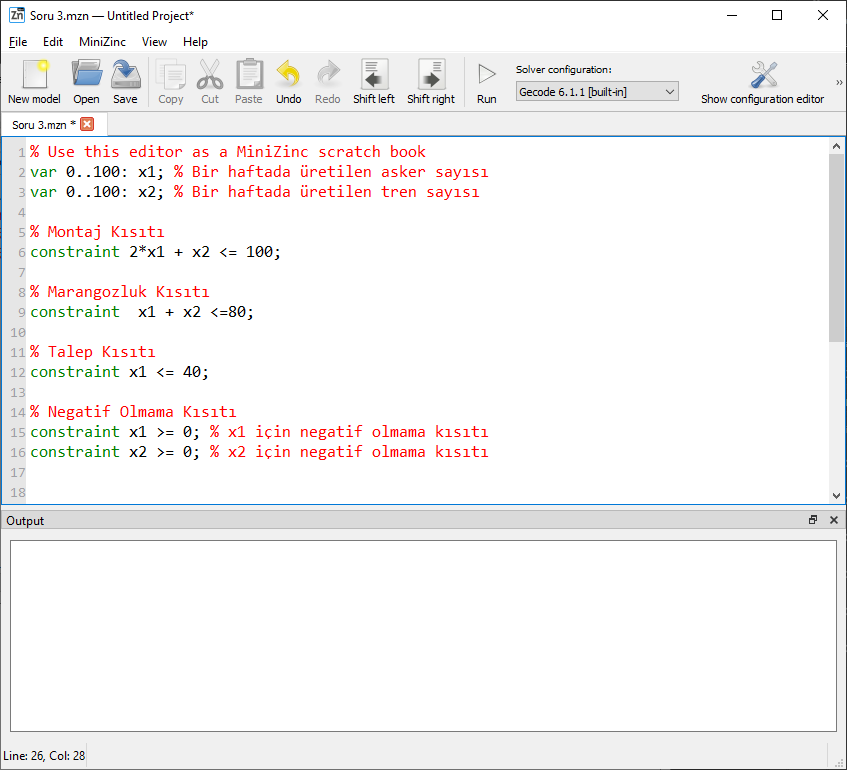 Zn Soru 3.mzn — Untitled Project*
File Edit MiniZinc View Help
New model Open Save Copy Cut Paste Undo Redo Shift left Shift right Run Solver configuration: Gecode 6.1.1 [built-in] Show configuration editor »
Soru 3.mzn *
1 % Use this editor as a MiniZinc scratch book
2 var 0..100: x1; % Bir haftada üretilen asker sayısı
3 var 0..100: x2; % Bir haftada üretilen tren sayısı
4
5 % Montaj Kısıtı
6 constraint 2*x1 + x2 <= 100;
7
8 % Marangozluk Kısıtı
9 constraint  x1 + x2 <=80;
10
11 % Talep Kısıtı
12 constraint x1 <= 40;
13
14 % Negatif Olmama Kısıtı
15 constraint x1 >= 0; % x1 için negatif olmama kısıtı
16 constraint x2 >= 0; % x2 için negatif olmama kısıtı
17
18
Output
Line: 26, Col: 28